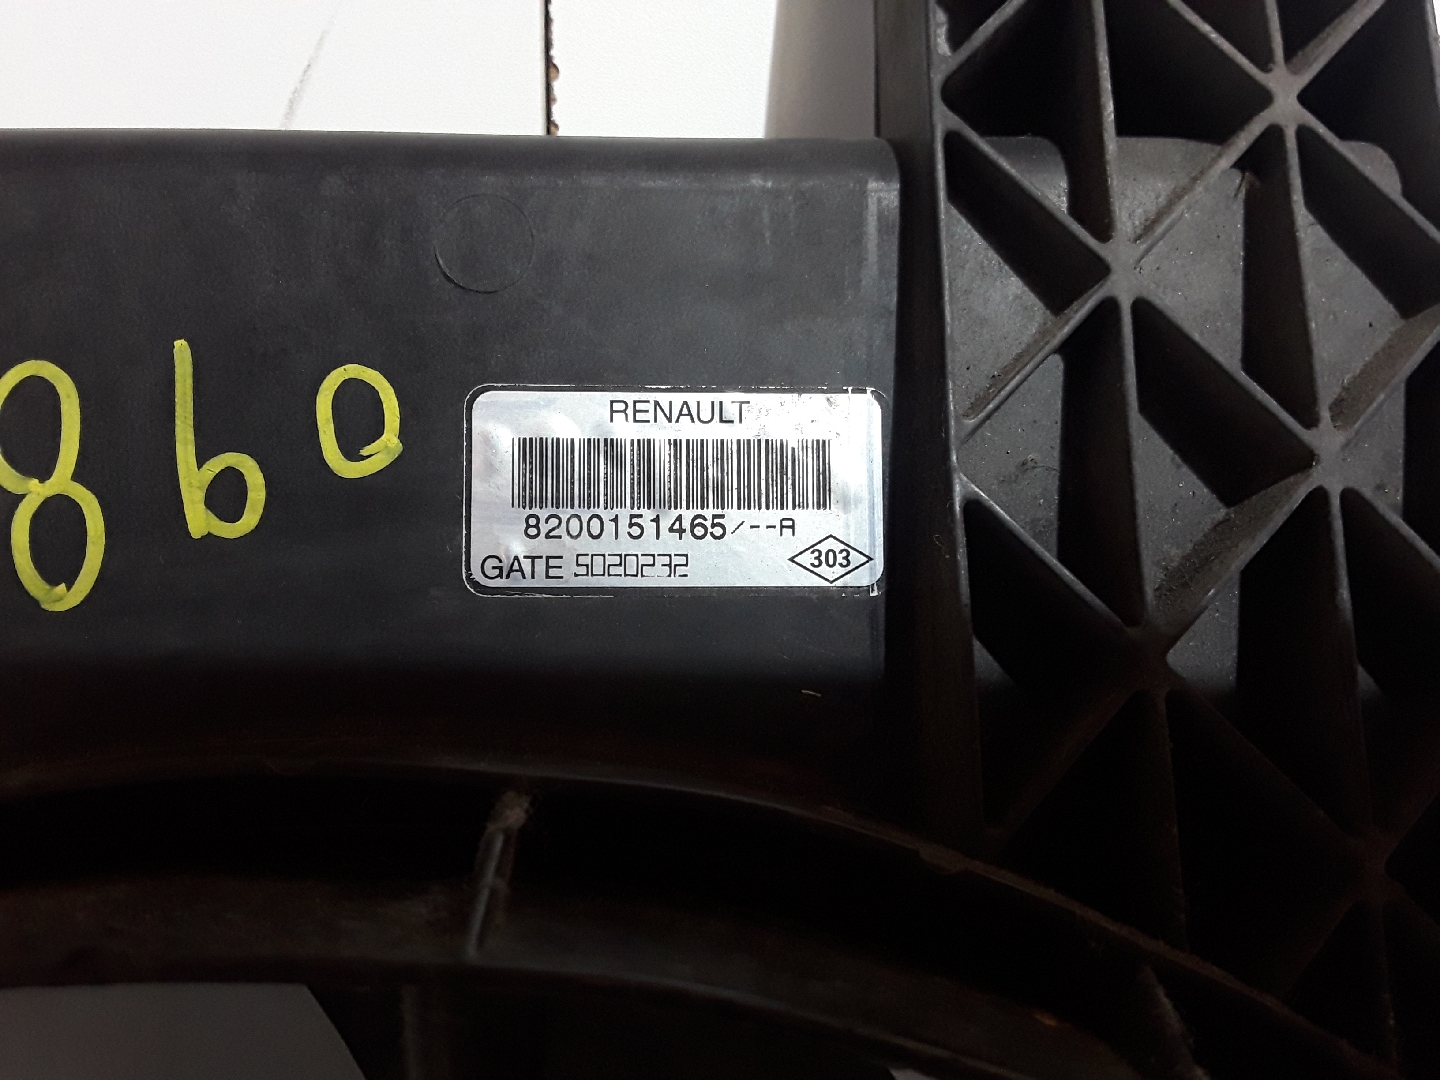 860
RENAULT
8200151465/--A
GATE 5020232
303